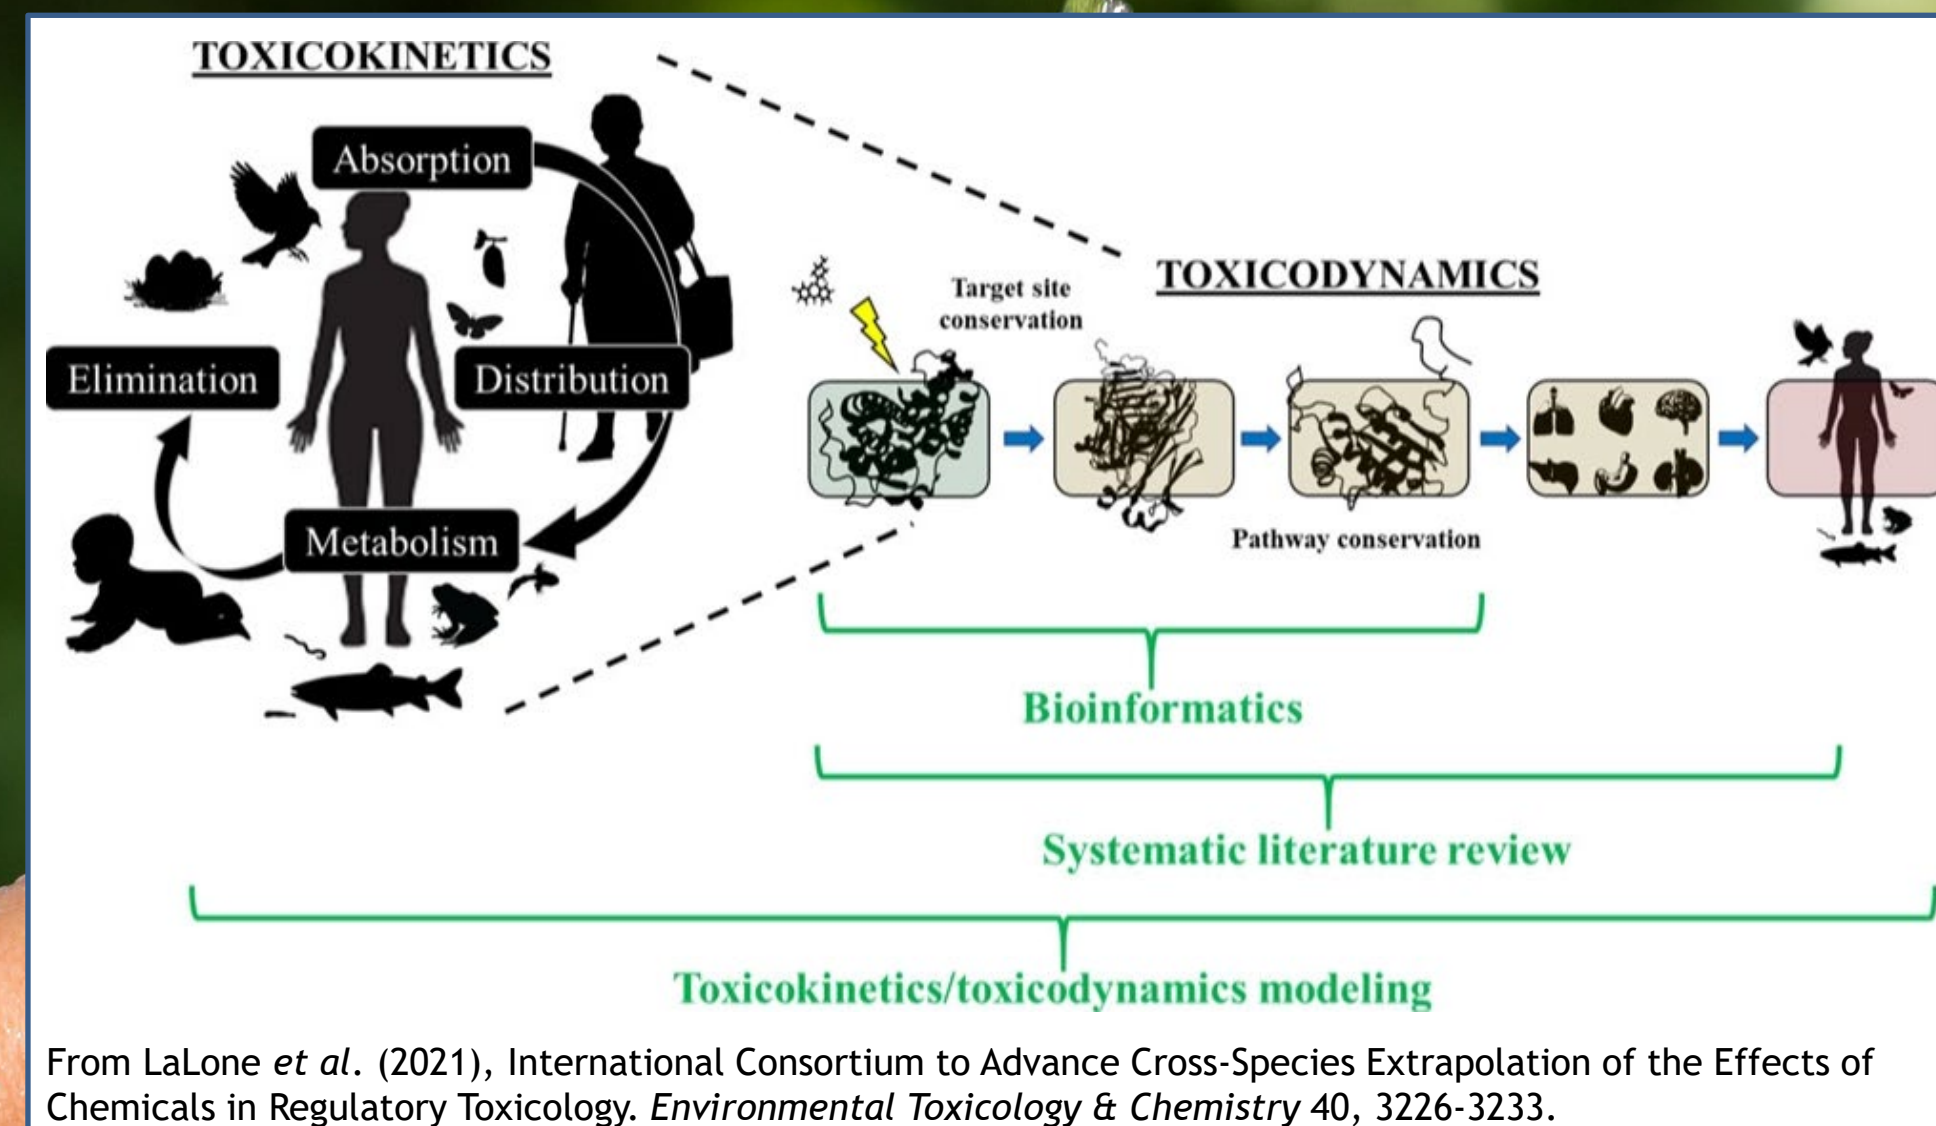 TOXICOKINETICS
Absorption
Elimination
Distribution
Metabolism
TOXICODYNAMICS
Target site
conservation
Pathway conservation
Bioinformatics
Systematic literature review
Toxicokinetics/toxicodynamics modeling
From LaLone et al. (2021), International Consortium to Advance Cross-Species Extrapolation of the Effects of
Chemicals in Regulatory Toxicology. Environmental Toxicology & Chemistry 40, 3226-3233.